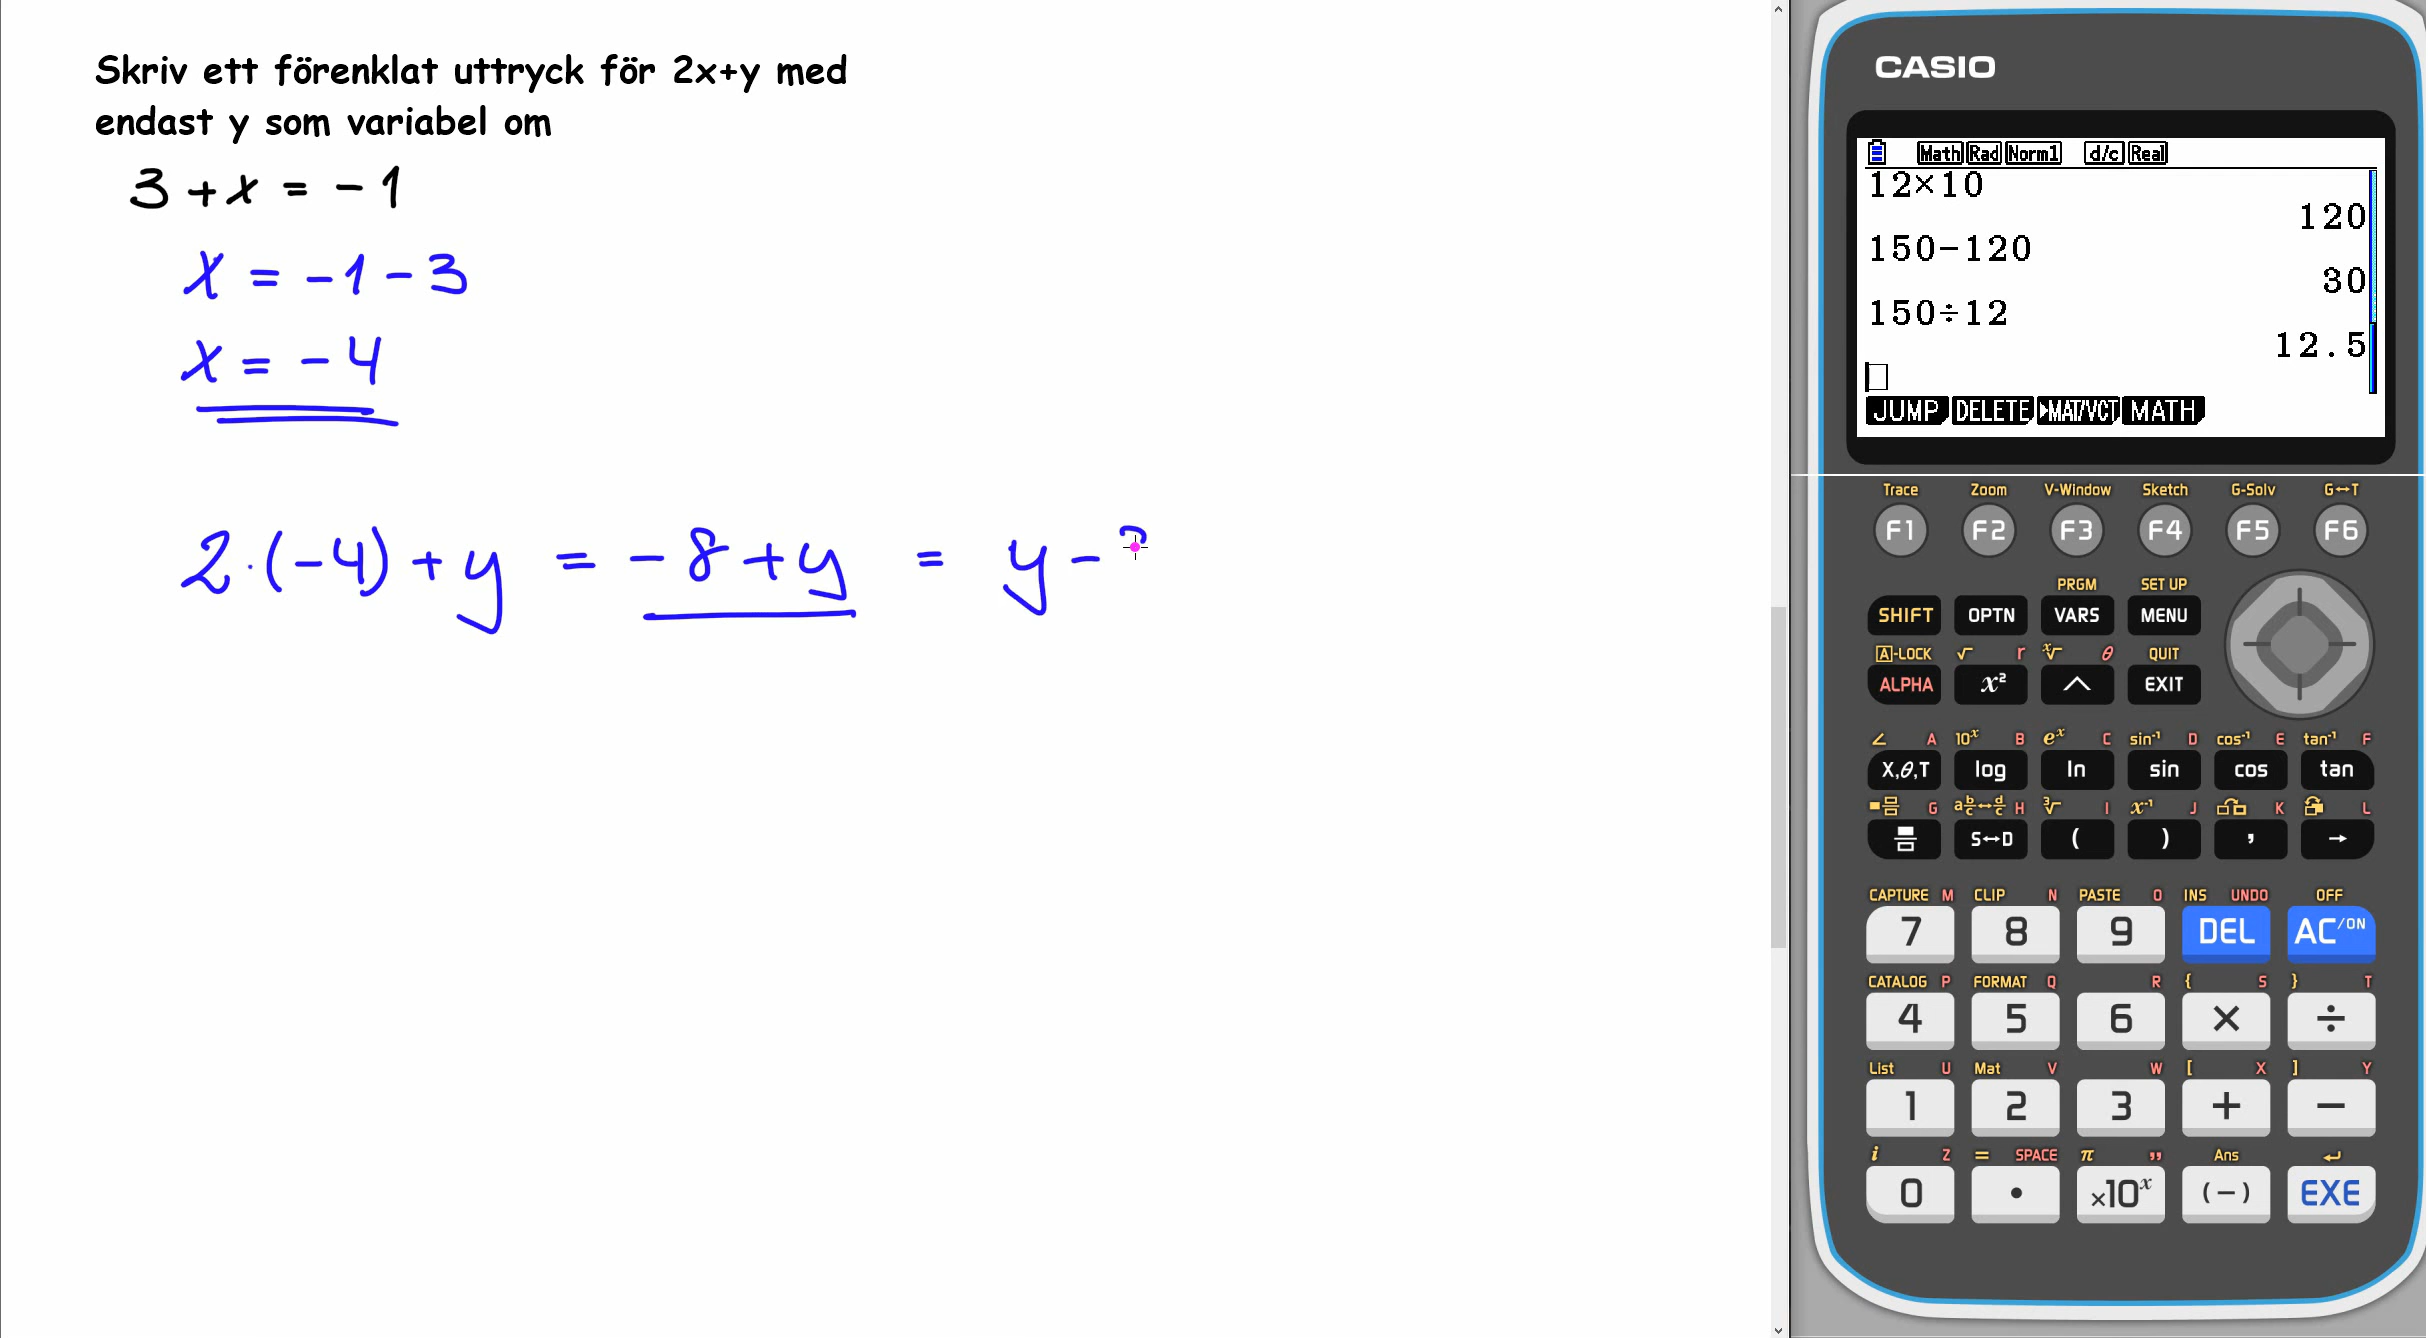 Skriv ett förenklat uttryck för 2x+y med
endast y som variabel om
3 + x = - 1
x = - 1 - 3
x = - 4
2 · (-4) + y = - 8 + y = y -
CASIO
Math Rad Norm1 d/c Real
12×10
120
150-120
30
150÷12
12.5
JUMP DELETE ►MAT/VCT MATH
Trace Zoom V-Window Sketch G-Solv G↔T
F1 F2 F3 F4 F5 F6
PRGM SET UP
SHIFT OPTN VARS MENU
A-LOCK √ r ˣ√ θ QUIT
ALPHA x² ^ EXIT
∠ A 10ˣ B eˣ C sin⁻¹ D cos⁻¹ E tan⁻¹ F
X,θ,T log ln sin cos tan
G a b/c↔d/c H ³√ I x⁻¹ J K L
S↔D ( ) , →
CAPTURE M CLIP N PASTE O INS UNDO OFF
7 8 9 DEL AC/ON
CATALOG P FORMAT Q R { S } T
4 5 6 × ÷
List U Mat V W [ X ] Y
1 2 3 + −
i Z = SPACE π " Ans ↵
0 • ×10ˣ (−) EXE